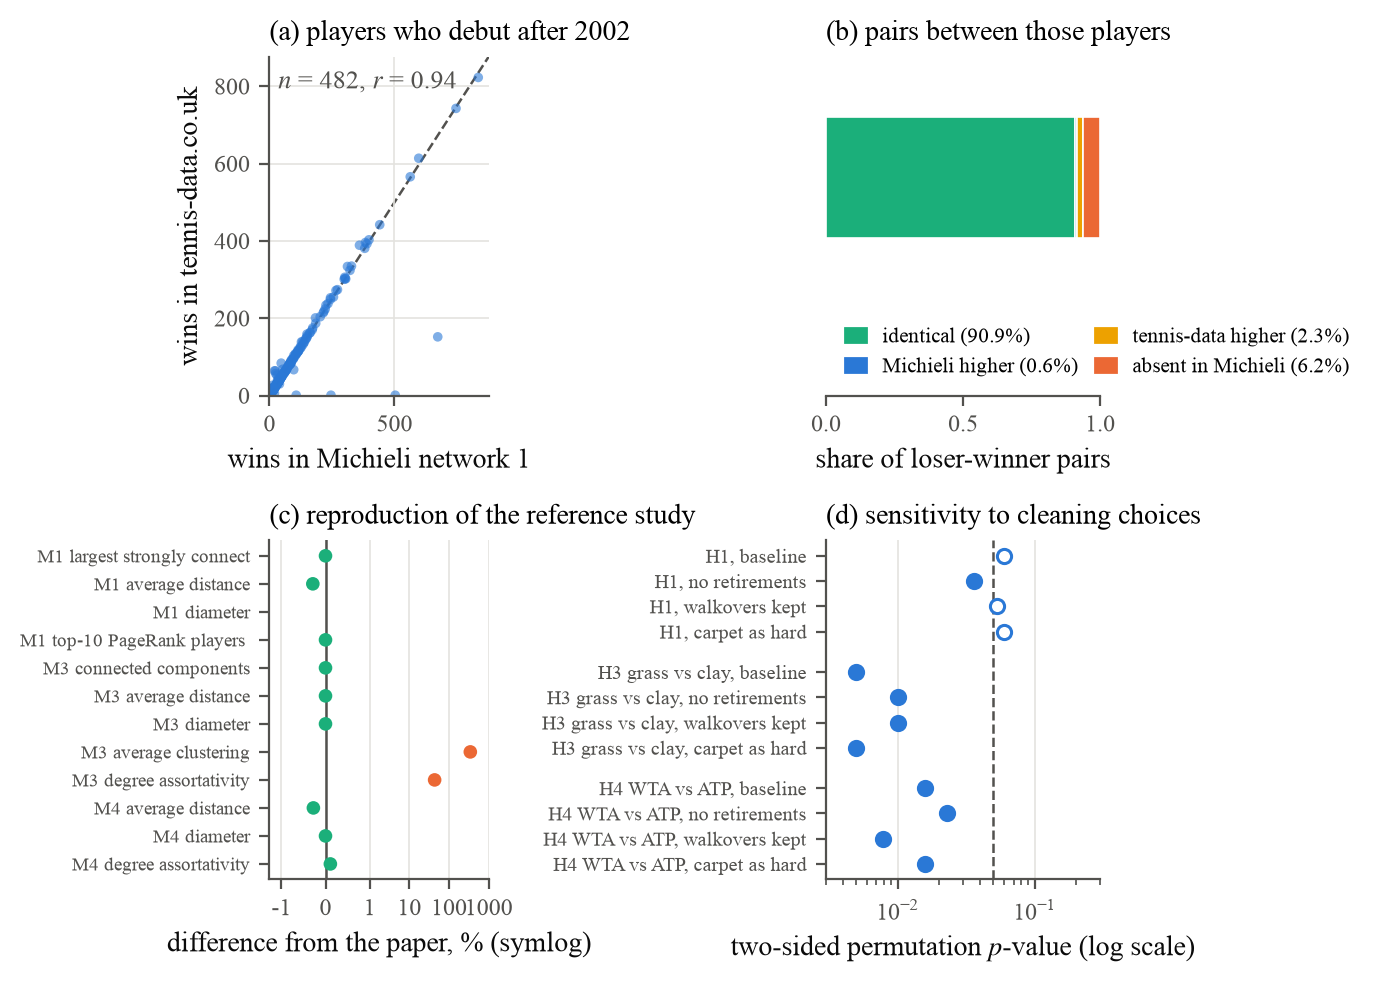 (a) players who debut after 2002
n = 482, r = 0.94
wins in tennis-data.co.uk
800
600
400
200
0
0
500
wins in Michieli network 1
(b) pairs between those players
identical (90.9%)
tennis-data higher (2.3%)
Michieli higher (0.6%)
absent in Michieli (6.2%)
0.0
0.5
1.0
share of loser-winner pairs
(c) reproduction of the reference study
M1 largest strongly connect
M1 average distance
M1 diameter
M1 top-10 PageRank players
M3 connected components
M3 average distance
M3 diameter
M3 average clustering
M3 degree assortativity
M4 average distance
M4 diameter
M4 degree assortativity
-1
0
1
10
100
1000
difference from the paper, % (symlog)
(d) sensitivity to cleaning choices
H1, baseline
H1, no retirements
H1, walkovers kept
H1, carpet as hard
H3 grass vs clay, baseline
H3 grass vs clay, no retirements
H3 grass vs clay, walkovers kept
H3 grass vs clay, carpet as hard
H4 WTA vs ATP, baseline
H4 WTA vs ATP, no retirements
H4 WTA vs ATP, walkovers kept
H4 WTA vs ATP, carpet as hard
10⁻²
10⁻¹
two-sided permutation p-value (log scale)